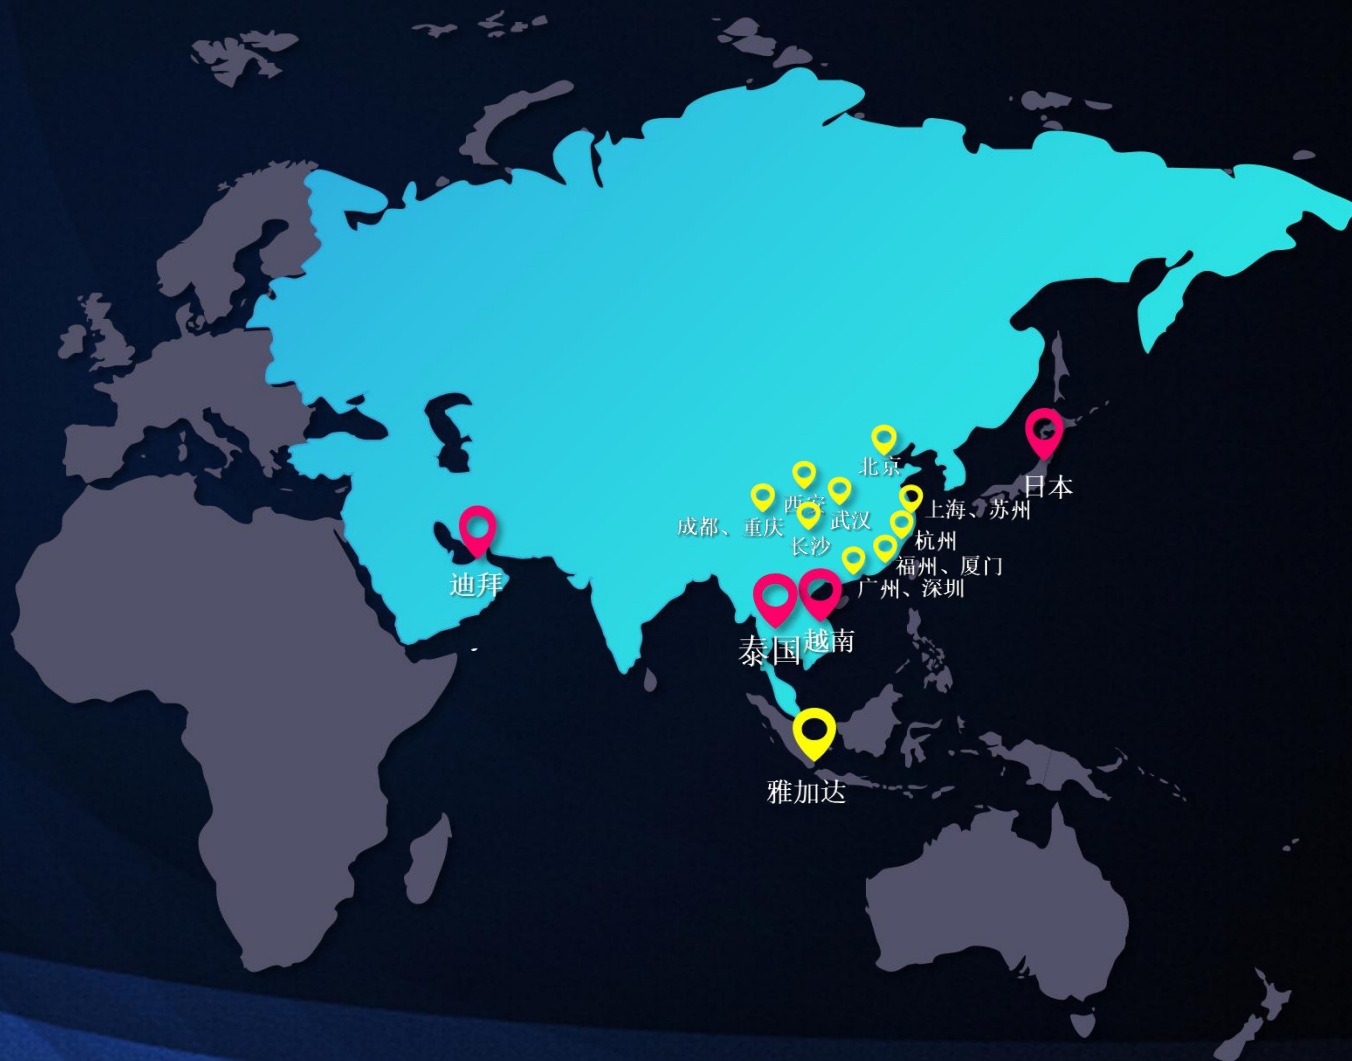 北京
日本
西安
上海、苏州
武汉
成都、重庆
杭州
长沙
福州、厦门
广州、深圳
迪拜
越南
泰国
雅加达